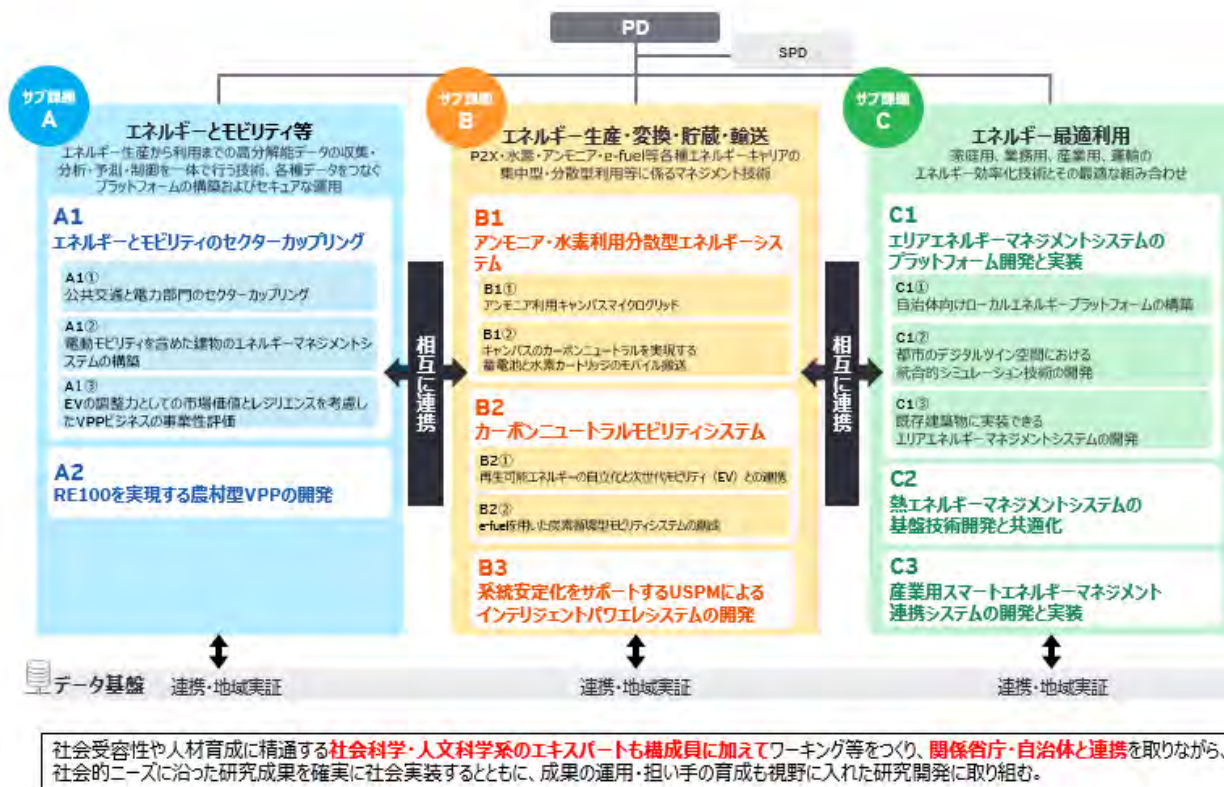 PD
SPD
サブ課題
A
エネルギーとモビリティ等
エネルギー生産から利用までの高分解能データの収集・
分析・予測・制御を一体で行う技術、各種データをつなぐ
プラットフォームの構築およびセキュアな運用
A1
エネルギーとモビリティのセクターカップリング
A1①
公共交通と電力部門のセクターカップリング
A1②
電動モビリティを含めた建物のエネルギーマネジメントシ
ステムの構築
A1③
EVの調整力としての市場価値とレジリエンスを考慮し
たVPPビジネスの事業性評価
A2
RE100を実現する農村型VPPの開発
相互に連携
サブ課題
B
エネルギー生産・変換・貯蔵・輸送
P2X・水素・アンモニア・e-fuel等各種エネルギーキャリアの
集中型・分散型利用等に係るマネジメント技術
B1
アンモニア・水素利用分散型エネルギーシス
テム
B1①
アンモニア利用キャンパスマイクログリッド
B1②
キャンパスのカーボンニュートラルを実現する
蓄電池と水素カートリッジのモバイル搬送
B2
カーボンニュートラルモビリティシステム
B2①
再生可能エネルギーの自立化と次世代モビリティ（EV）との連携
B2②
e-fuelを用いた炭素循環型モビリティシステムの創成
B3
系統安定化をサポートするUSPMによる
インテリジェントパワエレシステムの開発
相互に連携
サブ課題
C
エネルギー最適利用
家庭用、業務用、産業用、運輸の
エネルギー効率化技術とその最適な組み合わせ
C1
エリアエネルギーマネジメントシステムの
プラットフォーム開発と実装
C1①
自治体向けローカルエネルギープラットフォームの構築
C1②
都市のデジタルツイン空間における
統合的シミュレーション技術の開発
C1③
既存建築物に実装できる
エリアエネルギーマネジメントシステムの開発
C2
熱エネルギーマネジメントシステムの
基盤技術開発と共通化
C3
産業用スマートエネルギーマネジメント
連携システムの開発と実装
データ基盤 連携・地域実証 連携・地域実証 連携・地域実証
社会受容性や人材育成に精通する社会科学・人文科学系のエキスパートも構成員に加えてワーキング等をつくり、関係省庁・自治体と連携を取りながら、
社会的ニーズに沿った研究成果を確実に社会実装するとともに、成果の運用・担い手の育成も視野に入れた研究開発に取り組む。